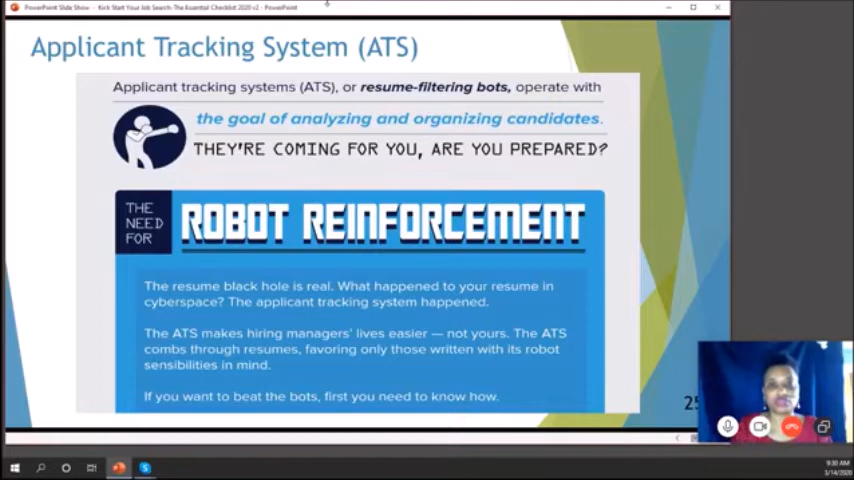 PowerPoint Slide Show - Kick Start Your Job Search-The Essential Checklist 2020 v2 - PowerPoint
Applicant Tracking System (ATS)
Applicant tracking systems (ATS), or resume-filtering bots, operate with
the goal of analyzing and organizing candidates.
THEY'RE COMING FOR YOU, ARE YOU PREPARED?
THE
NEED
FOR
ROBOT REINFORCEMENT
The resume black hole is real. What happened to your resume in
cyberspace? The applicant tracking system happened.
The ATS makes hiring managers' lives easier — not yours. The ATS
combs through resumes, favoring only those written with its robot
sensibilities in mind.
If you want to beat the bots, first you need to know how.
25
9:30 AM
3/14/2020